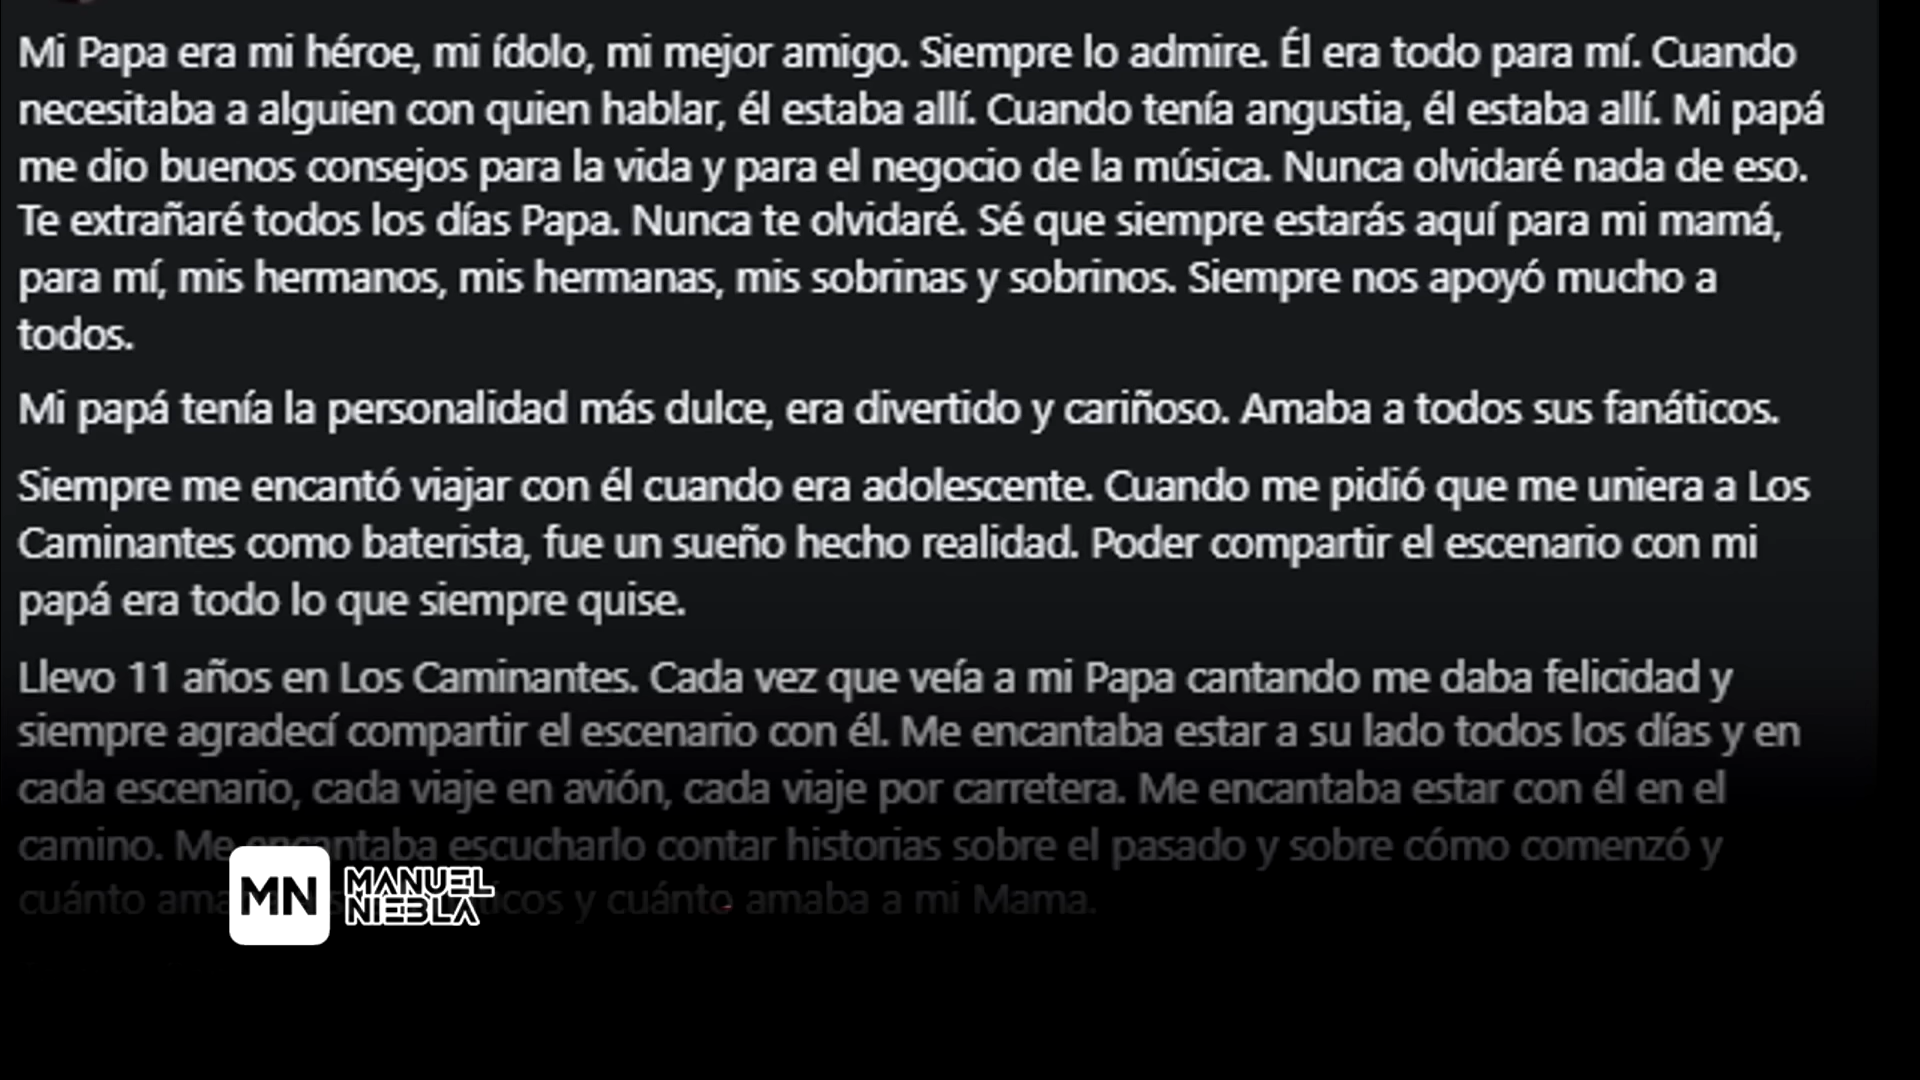 Mi Papa era mi héroe, mi ídolo, mi mejor amigo. Siempre lo admire. Él era todo para mí. Cuando
necesitaba a alguien con quien hablar, él estaba allí. Cuando tenía angustia, él estaba allí. Mi papá
me dio buenos consejos para la vida y para el negocio de la música. Nunca olvidaré nada de eso.
Te extrañaré todos los días Papa. Nunca te olvidaré. Sé que siempre estarás aquí para mi mamá,
para mí, mis hermanos, mis hermanas, mis sobrinas y sobrinos. Siempre nos apoyó mucho a
todos.
Mi papá tenía la personalidad más dulce, era divertido y cariñoso. Amaba a todos sus fanáticos.
Siempre me encantó viajar con él cuando era adolescente. Cuando me pidió que me uniera a Los
Caminantes como baterista, fue un sueño hecho realidad. Poder compartir el escenario con mi
papá era todo lo que siempre quise.
Llevo 11 años en Los Caminantes. Cada vez que veía a mi Papa cantando me daba felicidad y
siempre agradecí compartir el escenario con él. Me encantaba estar a su lado todos los días y en
cada escenario, cada viaje en avión, cada viaje por carretera. Me encantaba estar con él en el
camino. Me encantaba escucharlo contar historias sobre el pasado y sobre cómo comenzó y
cuánto y cuánto amaba a mi Mama.
MN MANUEL
NIEBLA